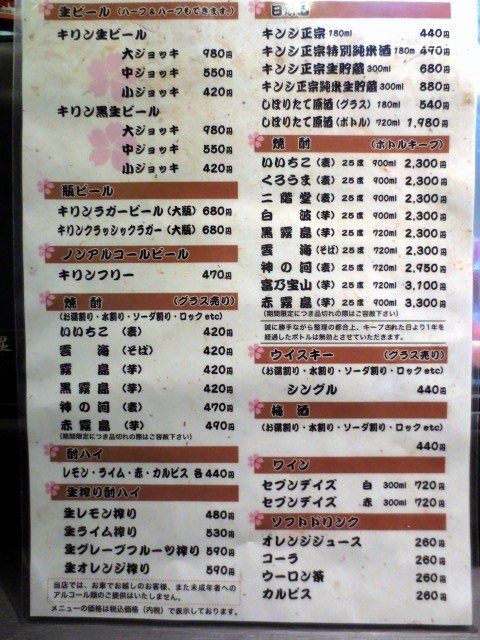 生ビール (ハーフ&ハーフもできます。)
キリン生ビール
大ジョッキ 980円
中ジョッキ 550円
小ジョッキ 420円
キリン黒生ビール
大ジョッキ 980円
中ジョッキ 550円
小ジョッキ 420円
瓶ビール
キリンラガービール(大瓶) 680円
キリンクラッシックラガー(大瓶) 680円
ノンアルコールビール
キリンフリー 470円
焼酎 (グラス売り)
(お湯割り・水割り・ソーダ割り・ロックetc)
いいちこ (麦) 420円
雲海 (そば) 420円
霧島 (芋) 420円
黒霧島 (芋) 420円
神の河 (麦) 470円
赤霧島 (芋) 490円
(期間限定につき品切れの際はご容赦下さい)
酎ハイ
レモン・ライム・赤・カルピス 各440円
生搾り酎ハイ
生レモン搾り 480円
生ライム搾り 530円
生グレープフルーツ搾り 590円
生オレンジ搾り 590円
当店では、お車でお越しのお客様、また未成年者への
アルコール類のご提供はいたしません。
メニューの価格は税込価格(内税)で表示しております。
日
キンシ正宗 180ml 440円
キンシ正宗特別純米酒 180m 490円
キンシ正宗生貯蔵 300ml 680円
キンシ正宗純米生貯蔵 300ml 880円
しぼりたて原酒(グラス) 180ml 540円
しぼりたて原酒(ボトル) 720ml 1,980円
焼酎 (ボトルキープ)
いいちこ(麦) 25度 900ml 2,300円
くろうま(麦) 25度 900ml 2,300円
二階堂(麦) 25度 900ml 2,300円
白波(芋) 25度 900ml 2,300円
黒霧島(芋) 25度 720ml 2,300円
雲海(そば) 25度 720ml 2,300円
神の河(麦) 25度 720ml 2,950円
富乃宝山(芋) 25度 720ml 3,100円
赤霧島(芋) 25度 900ml 3,300円
(期間限定につき品切れの際はご容赦下さい)
誠に勝手ながら整理の都合上、キープされた日より1年を
経過したボトルは無効とさせていただきます。
ウイスキー (グラス売り)
(お湯割り・水割り・ソーダ割り・ロックetc)
シングル 440円
梅酒
(お湯割り・水割り・ソーダ割り・ロックetc)
440円
ワイン
セブンデイズ 白 300ml 720円
セブンデイズ 赤 300ml 720円
ソフトドリンク
オレンジジュース 260円
コーラ 260円
ウーロン茶 260円
カルピス 260円